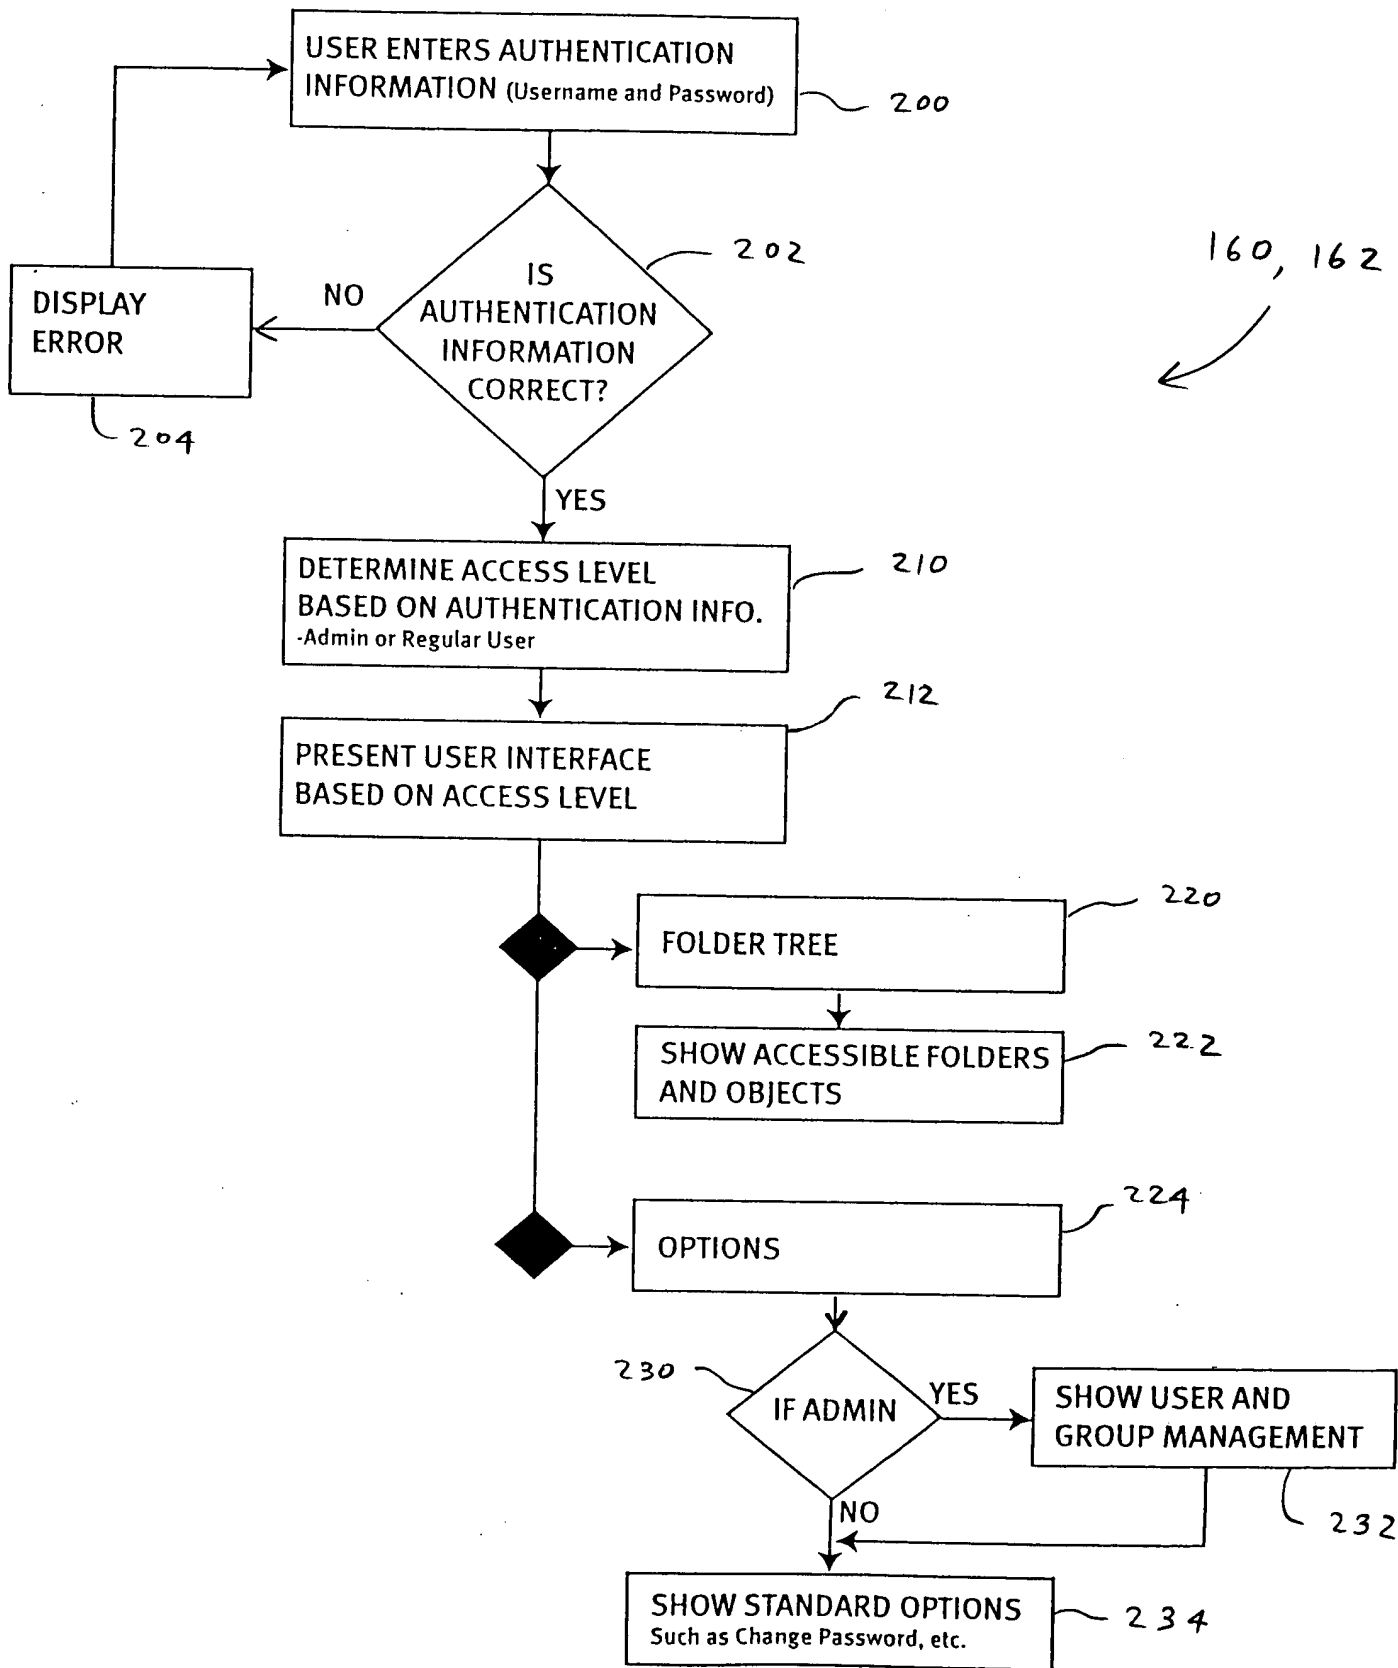 USER ENTERS AUTHENTICATION
INFORMATION (Username and Password)
200
202
160, 162
IS
AUTHENTICATION
INFORMATION
CORRECT?
NO
DISPLAY
ERROR
204
YES
210
DETERMINE ACCESS LEVEL
BASED ON AUTHENTICATION INFO.
-Admin or Regular User
212
PRESENT USER INTERFACE
BASED ON ACCESS LEVEL
220
FOLDER TREE
222
SHOW ACCESSIBLE FOLDERS
AND OBJECTS
224
OPTIONS
230
IF ADMIN
YES
SHOW USER AND
GROUP MANAGEMENT
232
NO
SHOW STANDARD OPTIONS
Such as Change Password, etc.
234